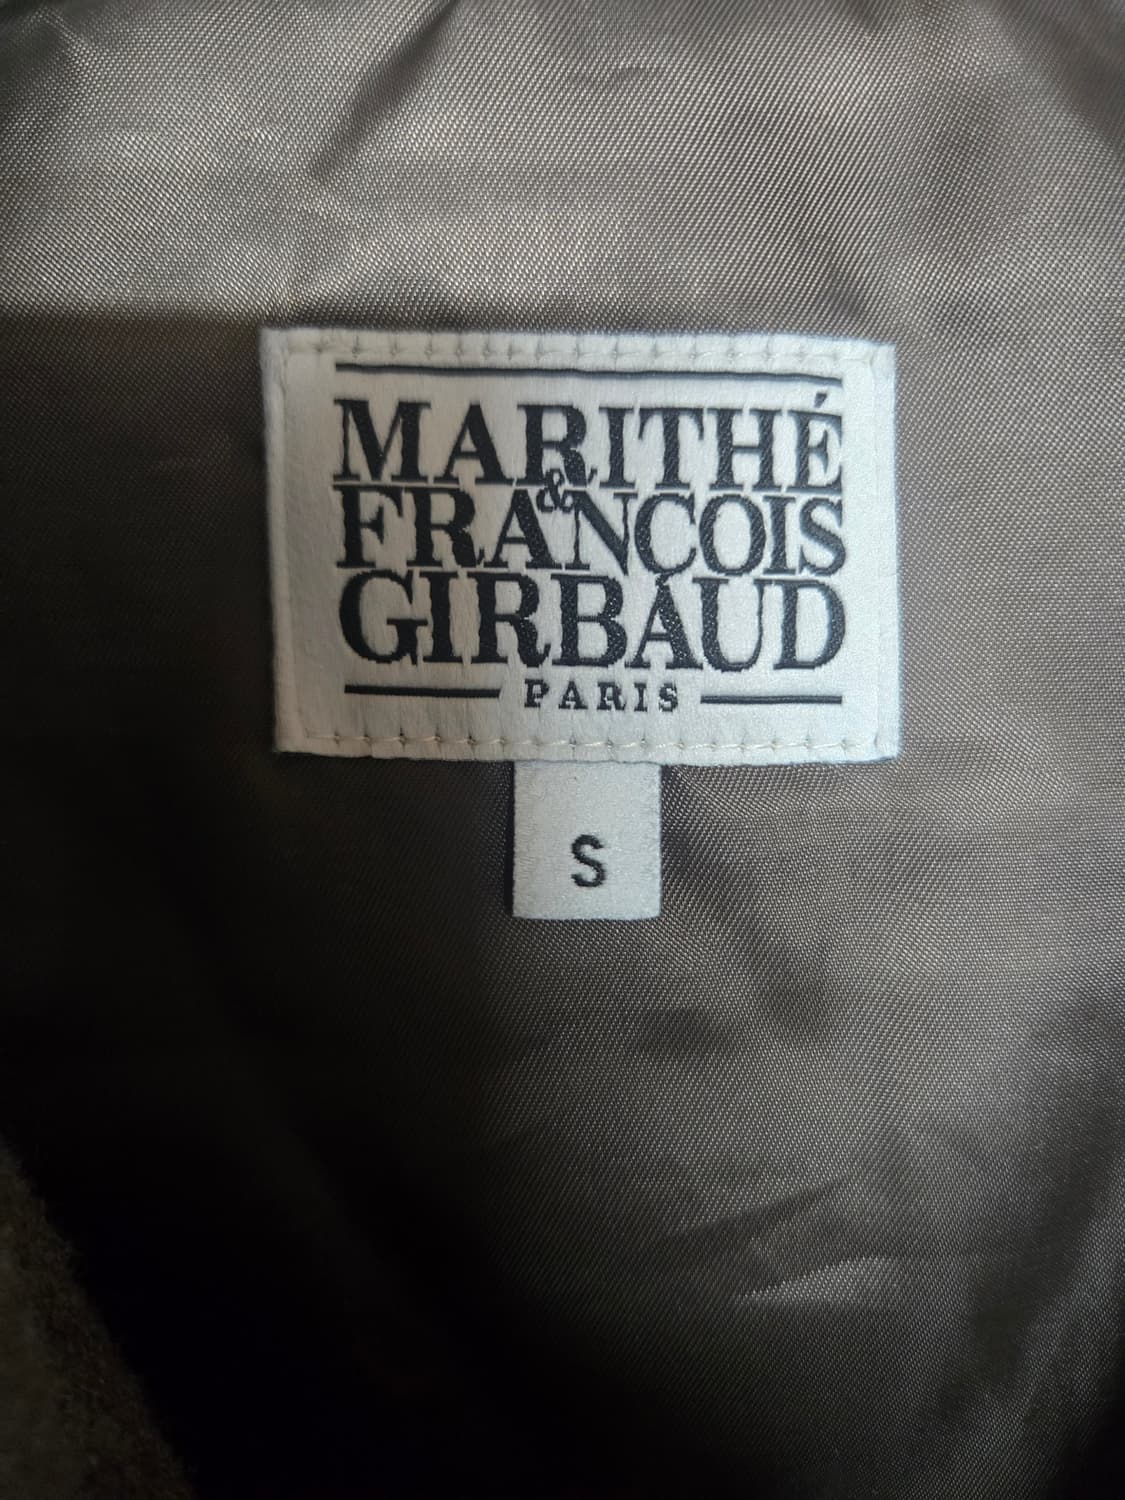 MARITHÉ
&
FRANÇOIS
GIRBAUD
PARIS
S